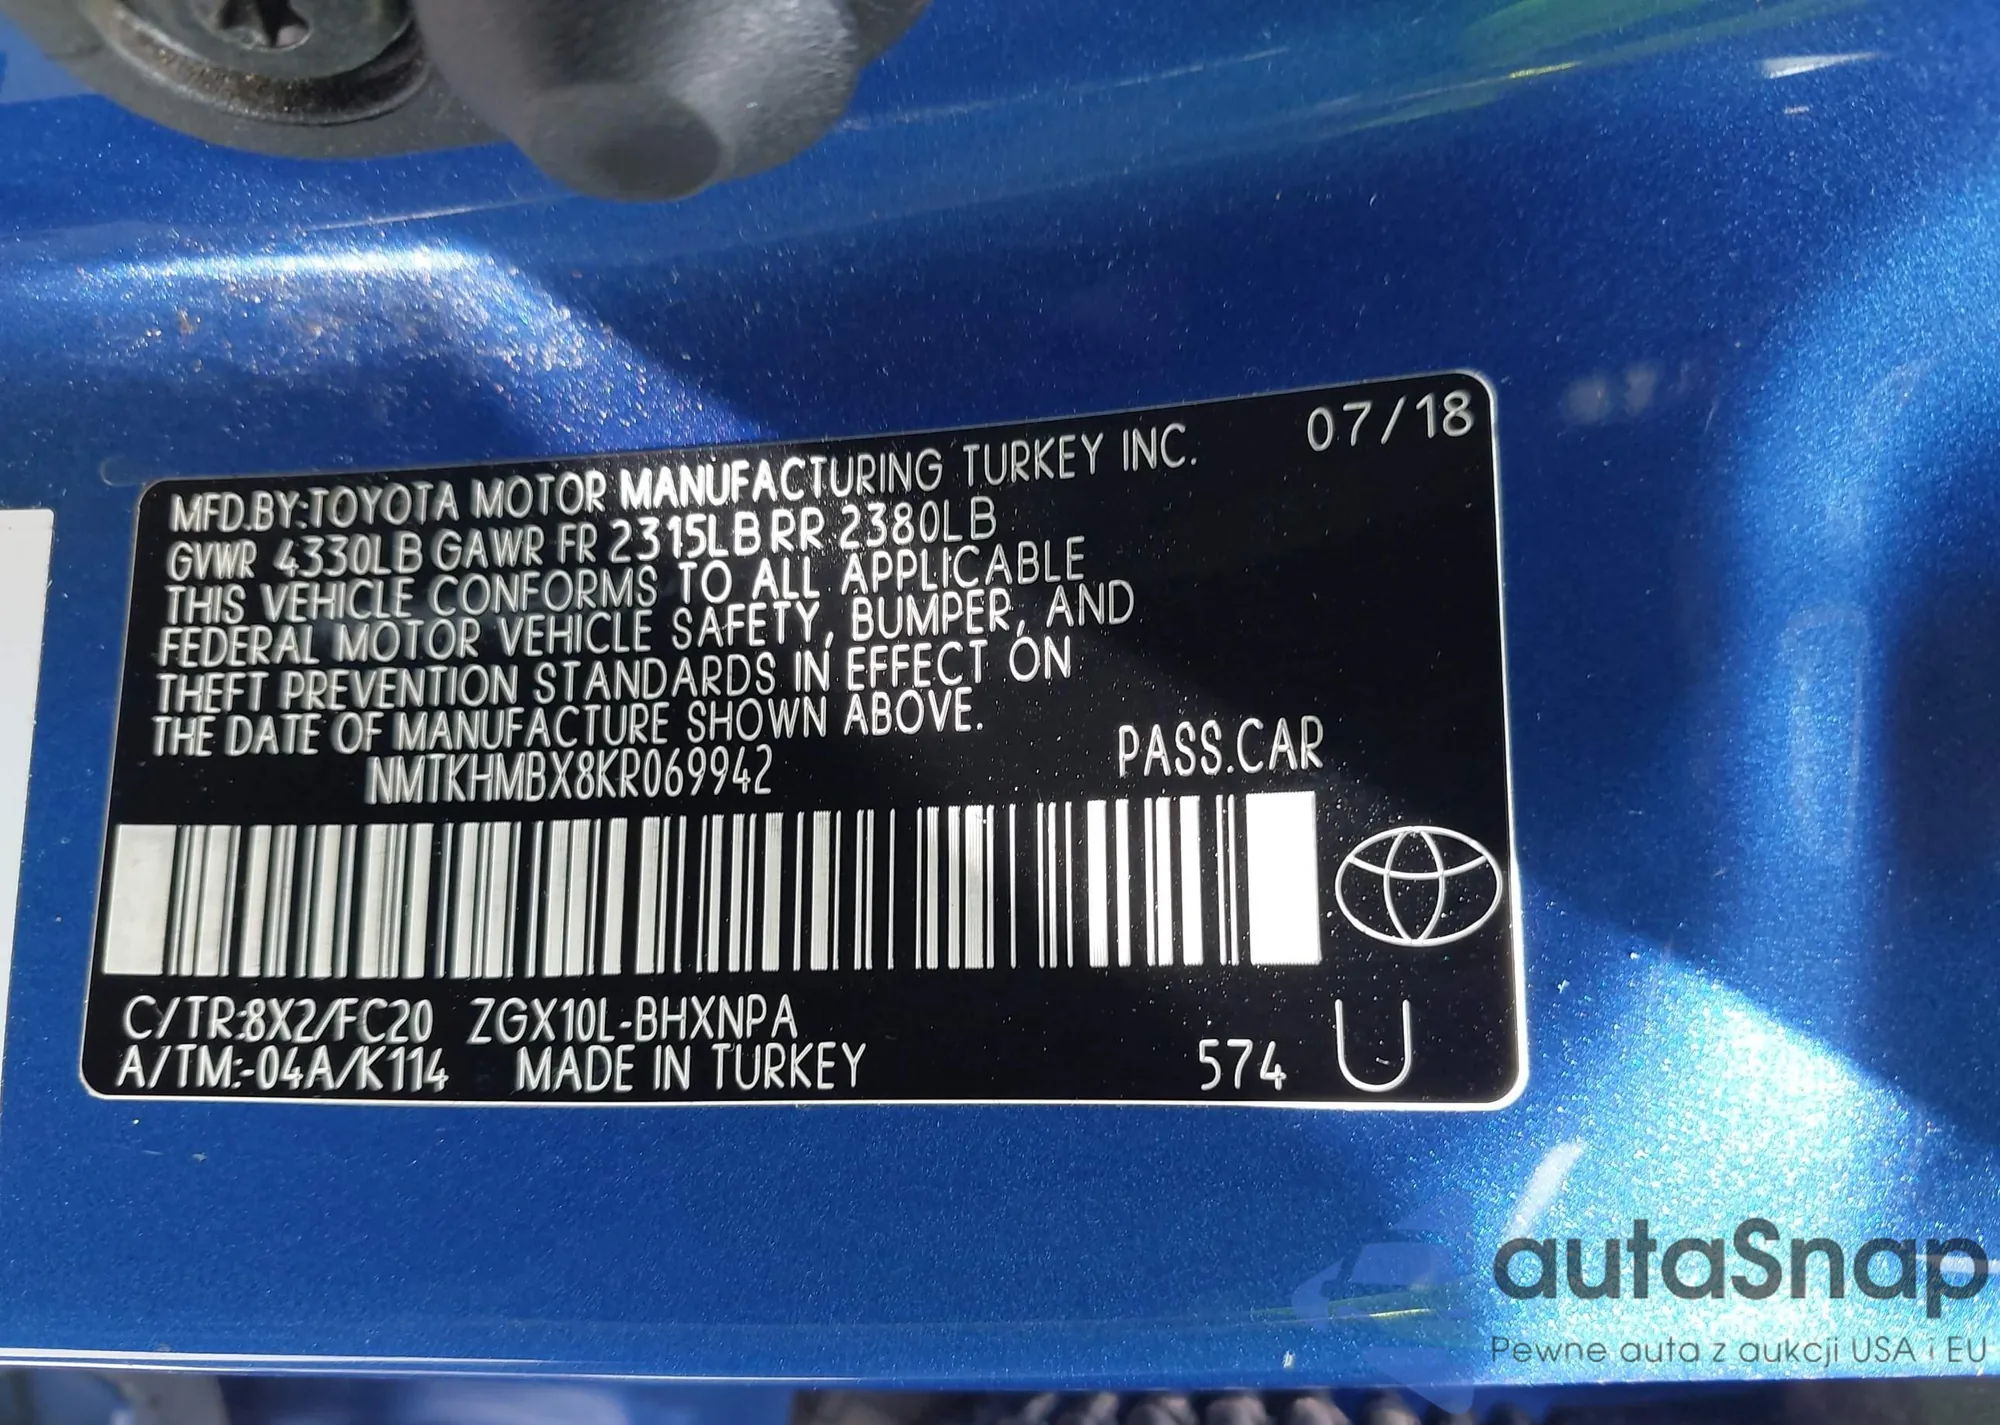 07/18
MFD.BY:TOYOTA MOTOR MANUFACTURING TURKEY INC.
GVWR 4330LB GAWR FR 2315LB RR 2380LB
THIS VEHICLE CONFORMS TO ALL APPLICABLE
FEDERAL MOTOR VEHICLE SAFETY, BUMPER, AND
THEFT PREVENTION STANDARDS IN EFFECT ON
THE DATE OF MANUFACTURE SHOWN ABOVE.
NMTKHMBX8KR069942 PASS.CAR
C/TR:8X2/FC20 ZGX10L-BHXNPA
A/TM:-04A/K114 MADE IN TURKEY 574 U
autaSnap
Pewne auta z aukcji USA i EU